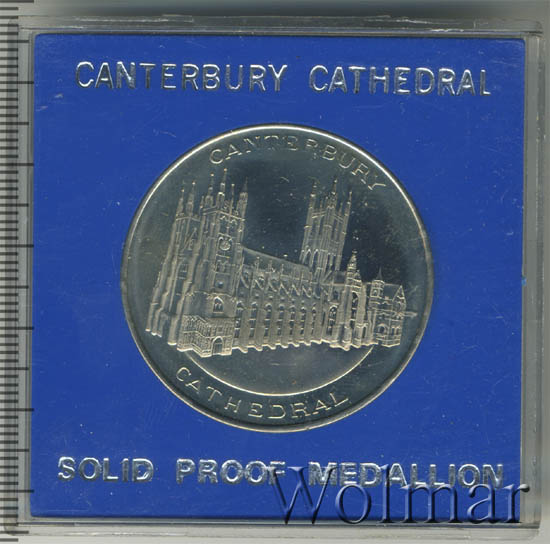 CANTERBURY CATHEDRAL
CANTERBURY
CATHEDRAL
SOLID PROOF MEDALLION
Wolmar